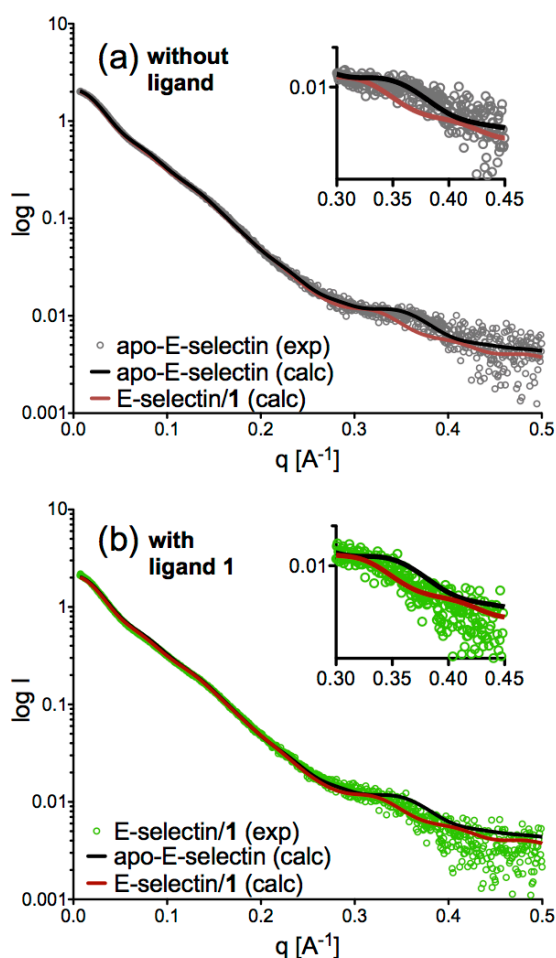 (a) without
ligand
10
1
0.1
0.01
0.001
log I
0.01
0.30 0.35 0.40 0.45
apo-E-selectin (exp)
apo-E-selectin (calc)
E-selectin/1 (calc)
0.0 0.1 0.2 0.3 0.4 0.5
q [A-1]
(b) with
ligand 1
10
1
0.1
0.01
0.001
log I
0.01
0.30 0.35 0.40 0.45
E-selectin/1 (exp)
apo-E-selectin (calc)
E-selectin/1 (calc)
0.0 0.1 0.2 0.3 0.4 0.5
q [A-1]